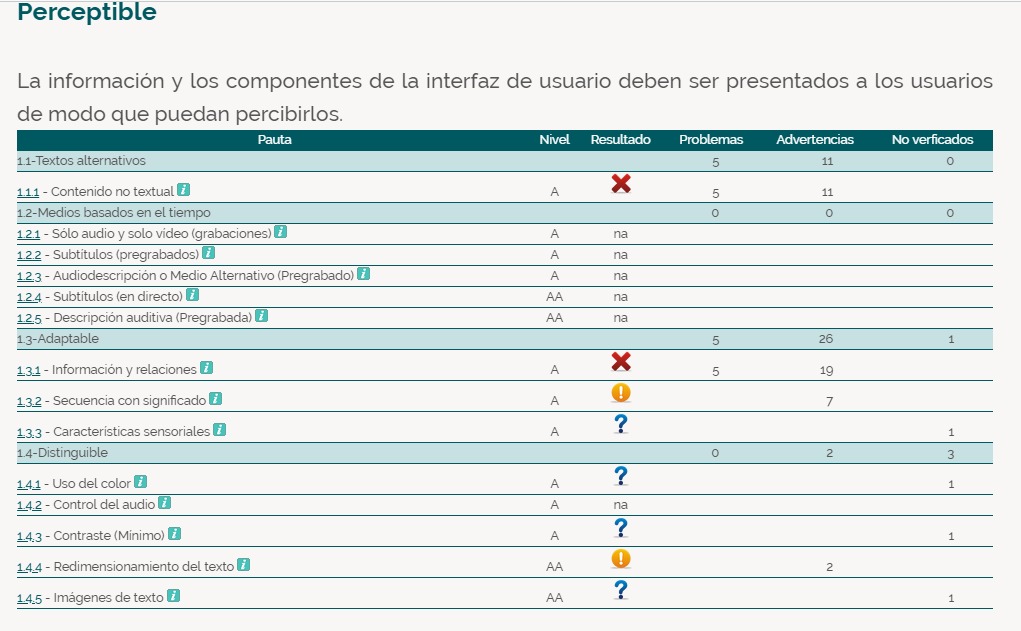 Perceptible
La información y los componentes de la interfaz de usuario deben ser presentados a los usuarios
de modo que puedan percibirlos.
Pauta Nivel Resultado Problemas Advertencias No verficados
1.1-Textos alternativos 5 11 0
1.1.1 - Contenido no textual i A 5 11
1.2-Medios basados en el tiempo 0 0 0
1.2.1 - Sólo audio y solo vídeo (grabaciones) i A na
1.2.2 - Subtítulos (pregrabados) i A na
1.2.3 - Audiodescripción o Medio Alternativo (Pregrabado) i A na
1.2.4 - Subtítulos (en directo) i AA na
1.2.5 - Descripción auditiva (Pregrabada) i AA na
1.3-Adaptable 5 26 1
1.3.1 - Información y relaciones i A 5 19
1.3.2 - Secuencia con significado i A ! 7
1.3.3 - Características sensoriales i A ? 1
1.4-Distinguible 0 2 3
1.4.1 - Uso del color i A ? 1
1.4.2 - Control del audio i A na
1.4.3 - Contraste (Mínimo) i A ? 1
1.4.4 - Redimensionamiento del texto i AA ! 2
1.4.5 - Imágenes de texto i AA ? 1